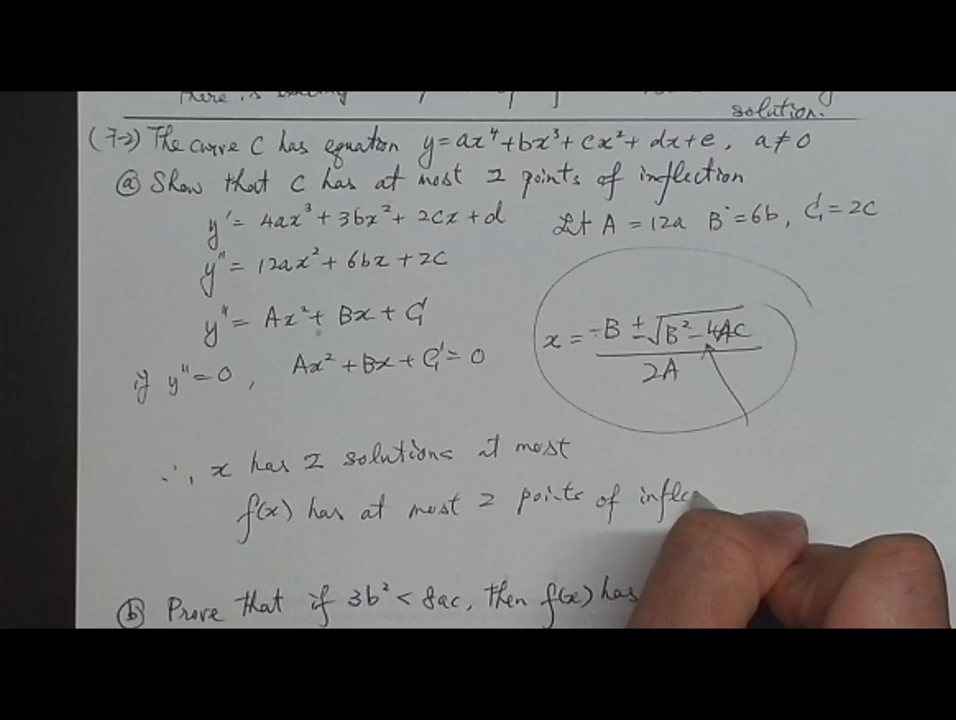 There is
solution.
(7-2) The curve C has equation y = ax⁴ + bx³ + cx² + dx + e, a ≠ 0
ⓐ Show that C has at most 2 points of inflection
y' = 4ax³ + 3bx² + 2cx + d
Let A = 12a B = 6b, C₁ = 2c
y'' = 12ax² + 6bx + 2c
y'' = Ax² + Bx + C₁
x = (-B ± √(B² - 4AC)) / 2A
if y'' = 0, Ax² + Bx + C₁ = 0
∴ x has 2 solutions at most
f(x) has at most 2 points of infle
ⓑ Prove that if 3b² < 8ac, then f(x) has